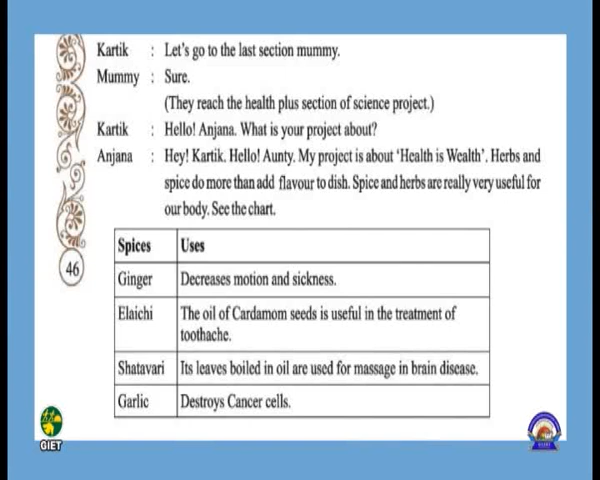 Kartik : Let's go to the last section mummy.
Mummy : Sure.
(They reach the health plus section of science project.)
Kartik : Hello! Anjana. What is your project about?
Anjana : Hey! Kartik. Hello! Aunty. My project is about 'Health is Wealth'. Herbs and
spice do more than add flavour to dish. Spice and herbs are really very useful for
our body. See the chart.
Spices Uses
Ginger Decreases motion and sickness.
46
Elaichi The oil of Cardamom seeds is useful in the treatment of
toothache.
Shatavari Its leaves boiled in oil are used for massage in brain disease.
Garlic Destroys Cancer cells.
GIET